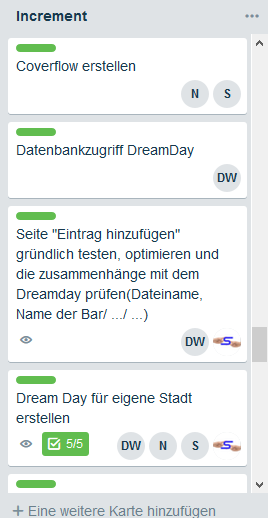 Increment ...
Coverflow erstellen
N S
Datenbankzugriff DreamDay
DW
Seite "Eintrag hinzufügen"
gründlich testen, optimieren und
die zusammenhänge mit dem
Dreamday prüfen(Dateiname,
Name der Bar/ .../ ...)
DW S
Dream Day für eigene Stadt
erstellen
5/5 DW N S S
+ Eine weitere Karte hinzufügen